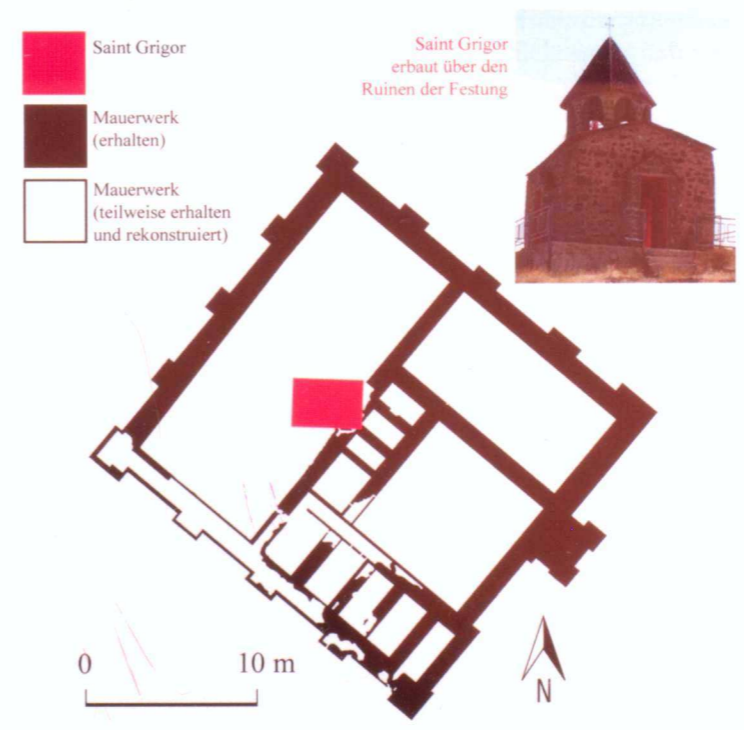 Saint Grigor
Mauerwerk
(erhalten)
Mauerwerk
(teilweise erhalten
und rekonstruiert)
Saint Grigor
erbaut über den
Ruinen der Festung
0 10 m
N